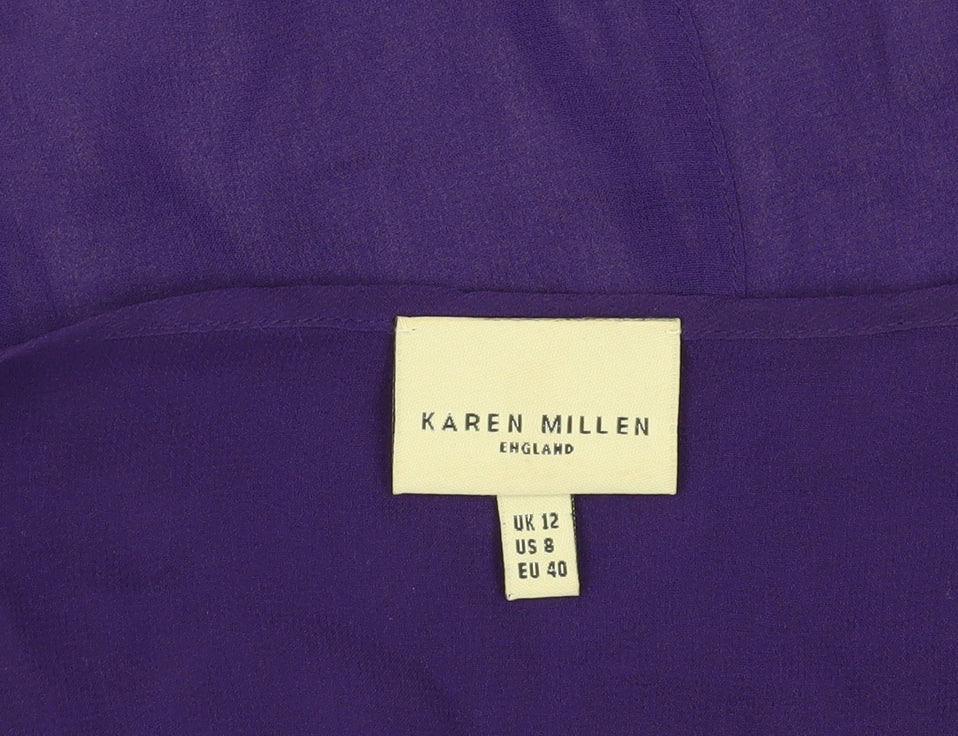 KAREN MILLEN
ENGLAND
UK 12
US 8
EU 40